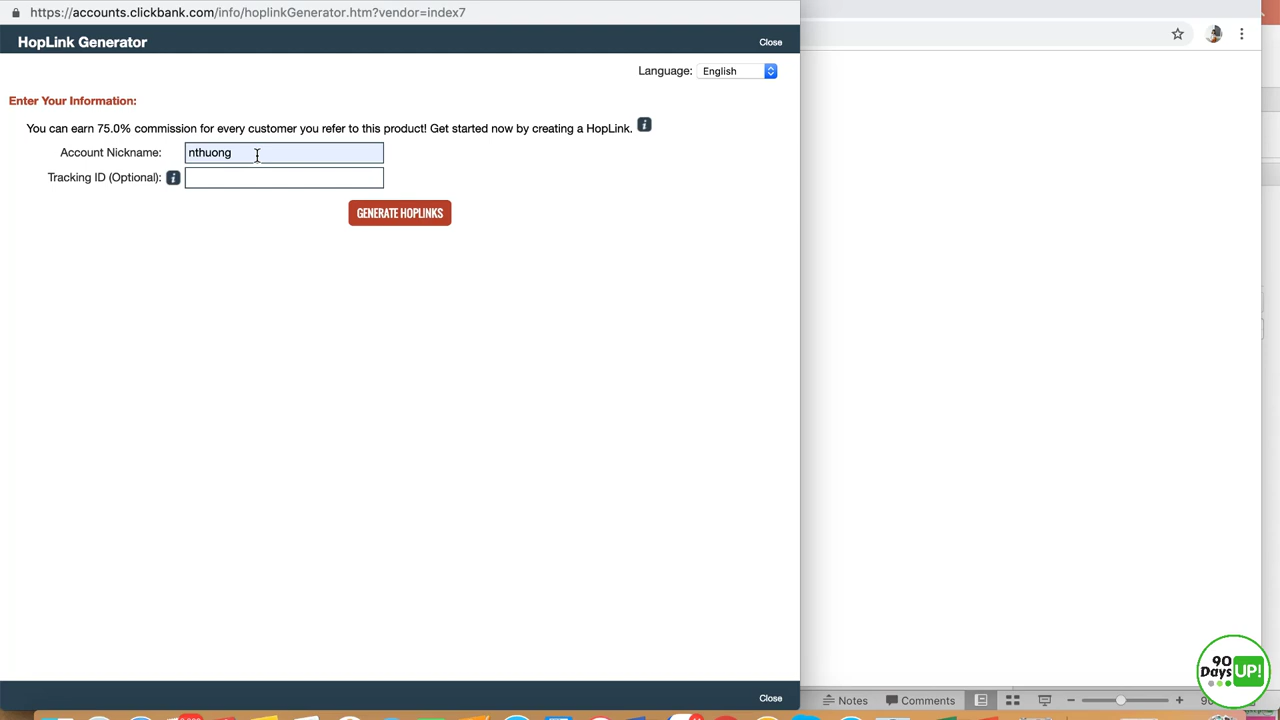 https://accounts.clickbank.com/info/hoplinkGenerator.htm?vendor=index7
HopLink Generator
Close
Language: English
Enter Your Information:
You can earn 75.0% commission for every customer you refer to this product! Get started now by creating a HopLink.
Account Nickname: nthuong
Tracking ID (Optional):
GENERATE HOPLINKS
90
Days UP!
Close
Notes
Comments